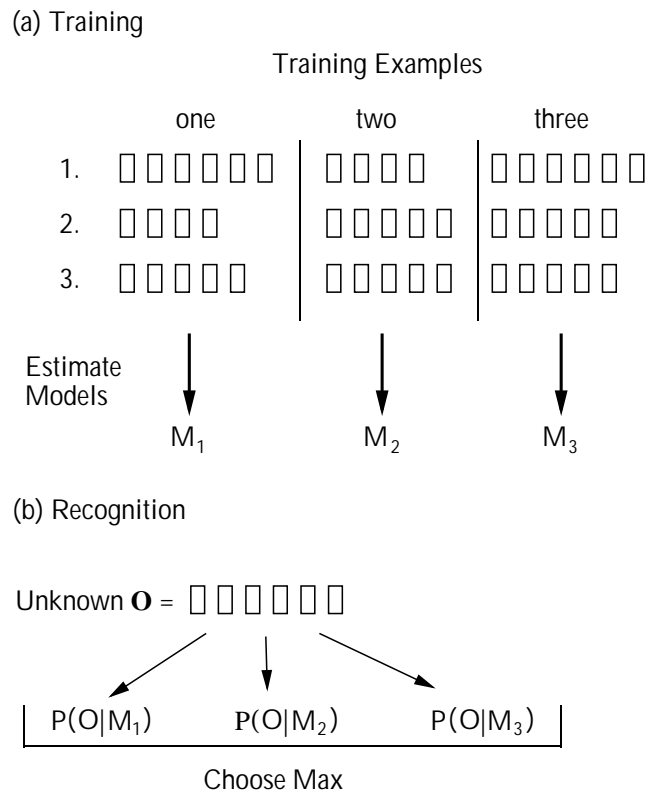 (a) Training
Training Examples
one two three
1.
2.
3.
Estimate
Models
M₁ M₂ M₃
(b) Recognition
Unknown O =
P(O|M₁) P(O|M₂) P(O|M₃)
Choose Max